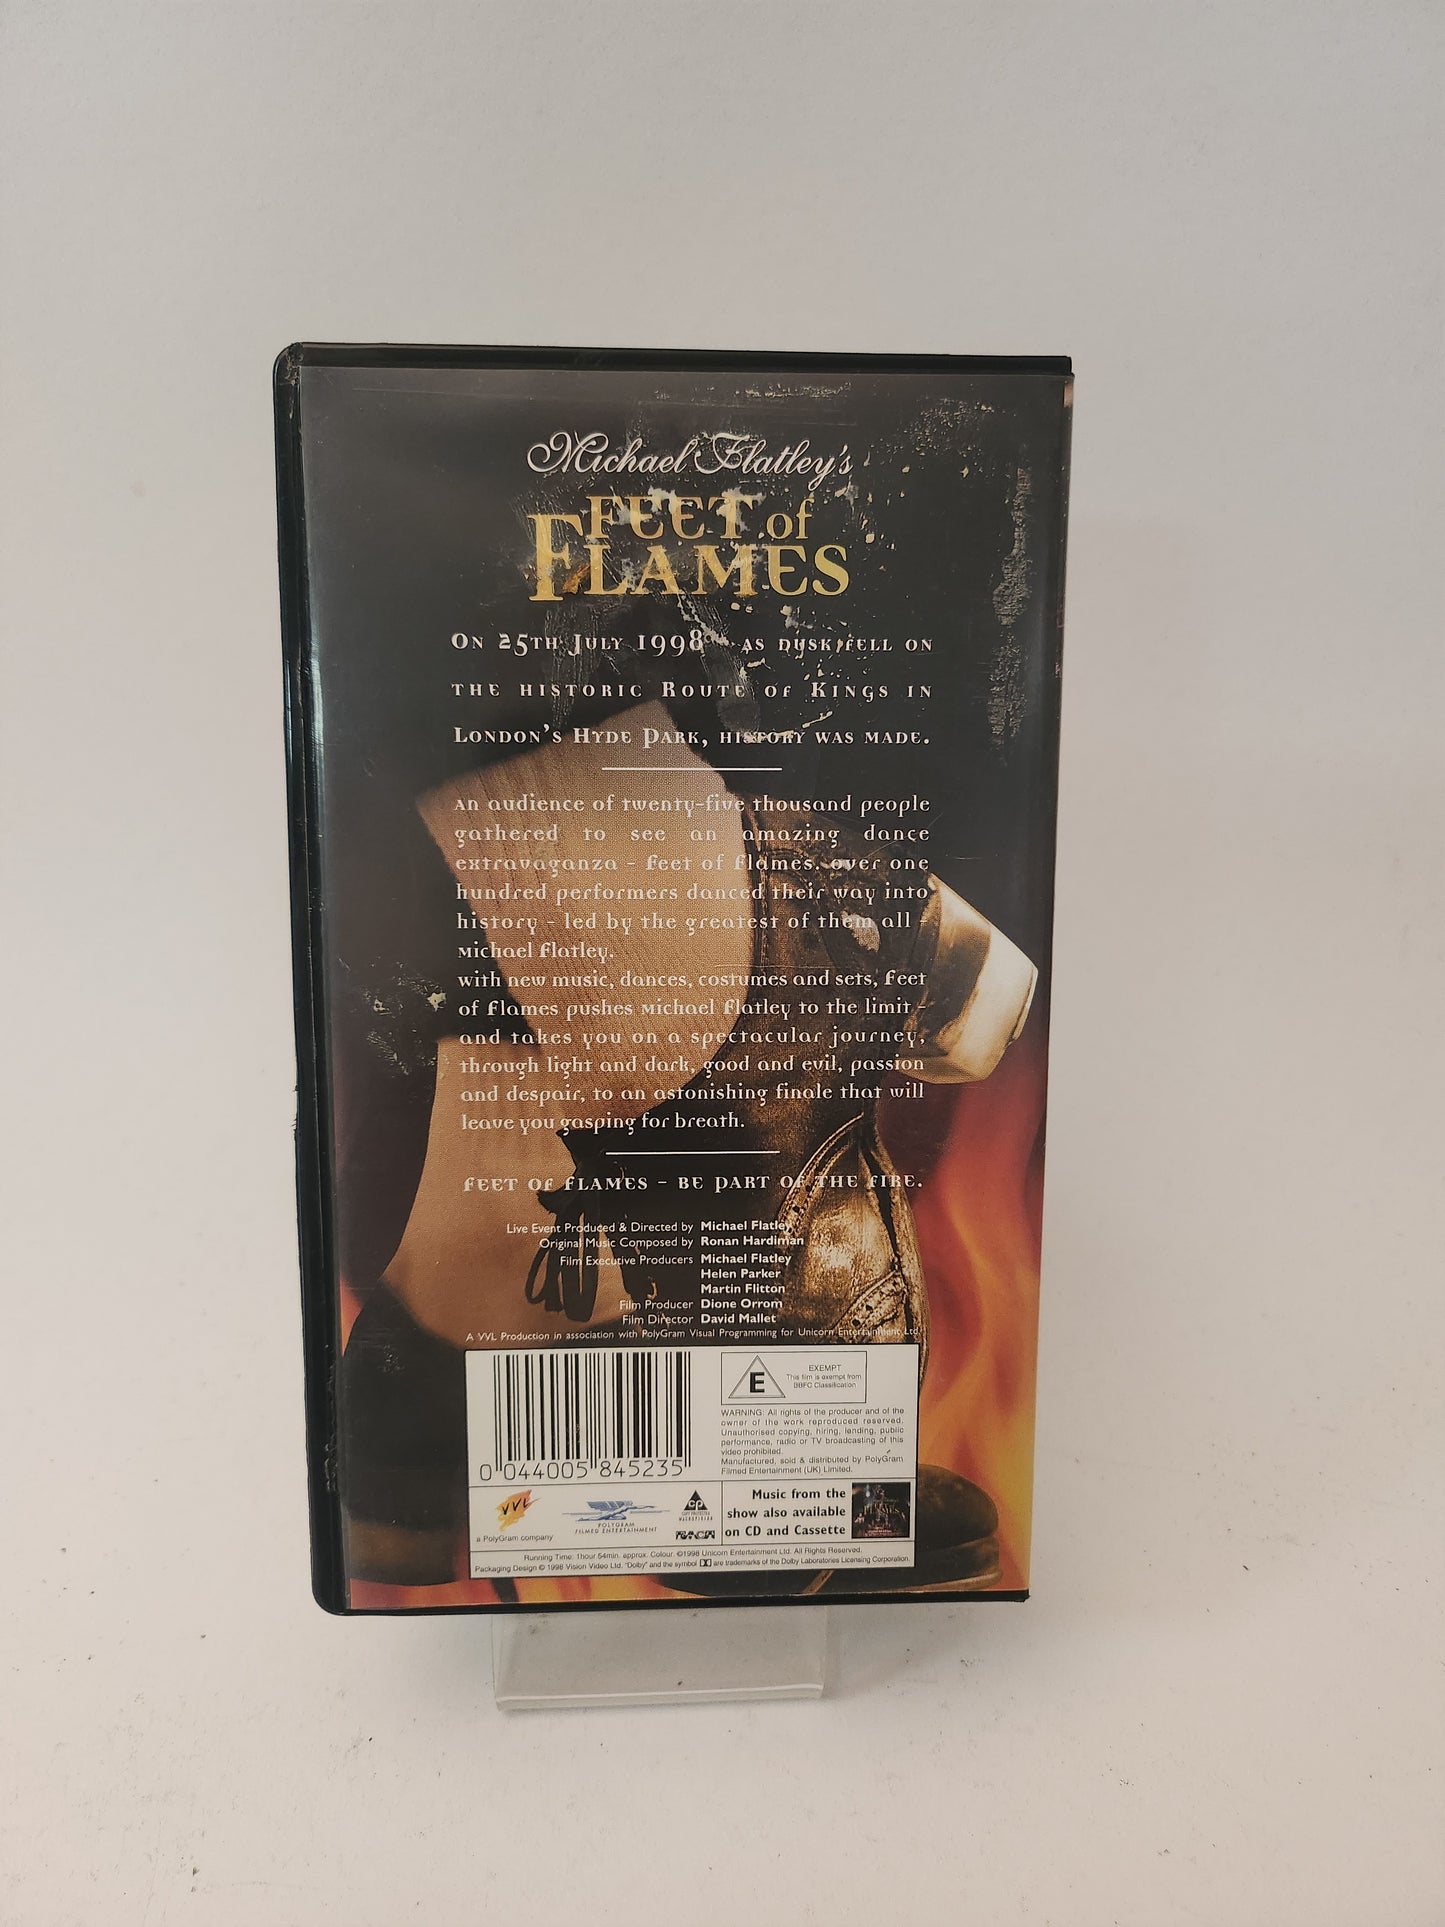 Michael Flatley's
FEET of
FLAMES
On 25th July 1998 as dusk fell on
the historic Route of Kings in
London's Hyde Park, history was made.
An audience of twenty-five thousand people
gathered to see an amazing dance
extravaganza - Feet of Flames. Over one
hundred performers danced their way into
history - led by the greatest of them all -
Michael Flatley.
With new music, dances, costumes and sets, Feet
of Flames pushes Michael Flatley to the limit -
and takes you on a spectacular journey,
through light and dark, good and evil, passion
and despair, to an astonishing finale that will
leave you gasping for breath.
Feet of Flames - Be part of the fire.
Live Event Produced & Directed by Michael Flatley
Original Music Composed by Ronan Hardiman
Film Executive Producers Michael Flatley
Helen Parker
Martin Flitton
Film Producer Dione Orrom
Film Director David Mallet
A VVL Production in association with PolyGram Visual Programming for Unicorn Entertainment Ltd.
E
EXEMPT
This film is exempt from
BBFC Classification
WARNING: All rights of the producer and of the
owner of the work reproduced reserved.
Unauthorised copying, hiring, lending, public
performance, radio or TV broadcasting of this
video prohibited.
Manufactured, sold & distributed by PolyGram
Filmed Entertainment (UK) Limited.
0 044005 845235
VVL
a PolyGram company
POLYGRAM
FILMED ENTERTAINMENT
cp
COPY PROTECTED
MACROVISION
Music from the
show also available
on CD and Cassette
Running Time: 1hour 54min. approx. Colour. ©1998 Unicorn Entertainment Ltd. All Rights Reserved.
Packaging Design © 1998 Vision Video Ltd. "Dolby" and the symbol are trademarks of the Dolby Laboratories Licensing Corporation.